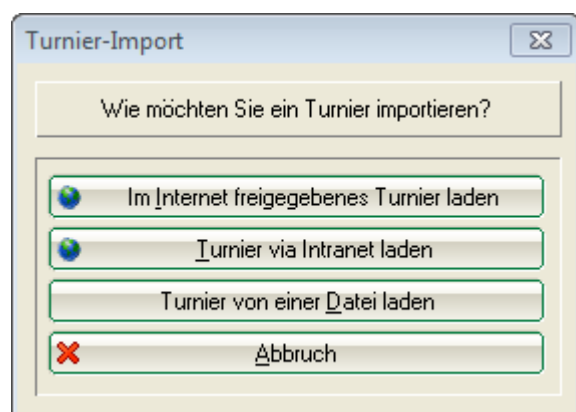 Turnier-Import
Wie möchten Sie ein Turnier importieren?
Im Internet freigegebenes Turnier laden
Turnier via Intranet laden
Turnier von einer Datei laden
Abbruch